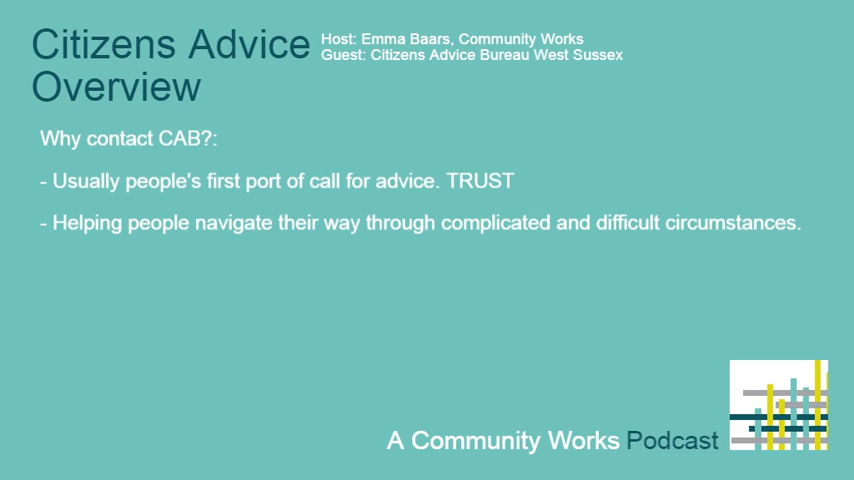 Citizens Advice
Overview
Host: Emma Baars, Community Works
Guest: Citizens Advice Bureau West Sussex
Why contact CAB?:
- Usually people's first port of call for advice. TRUST
- Helping people navigate their way through complicated and difficult circumstances.
A Community Works Podcast